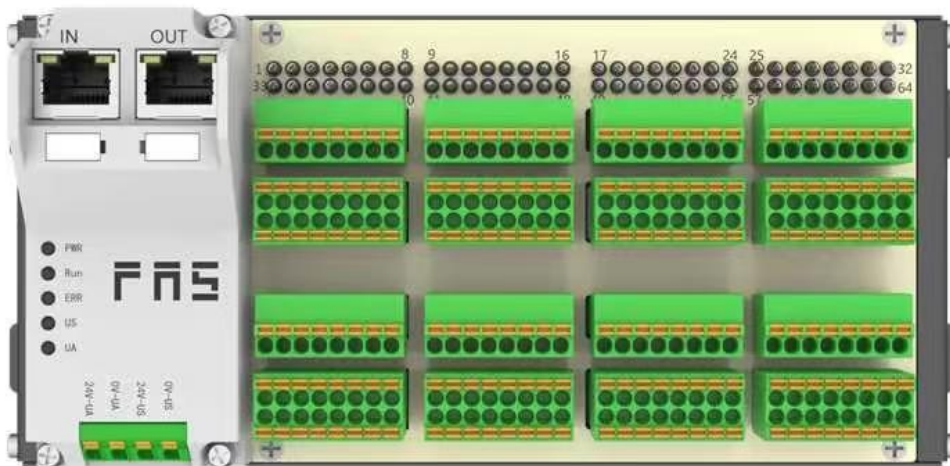 IN OUT
1 8 9 16 17 24 25 32
33 64
PWR
Run
ERR
US
UA
FAS
24V-UA
0V-UA
24V-US
0V-US